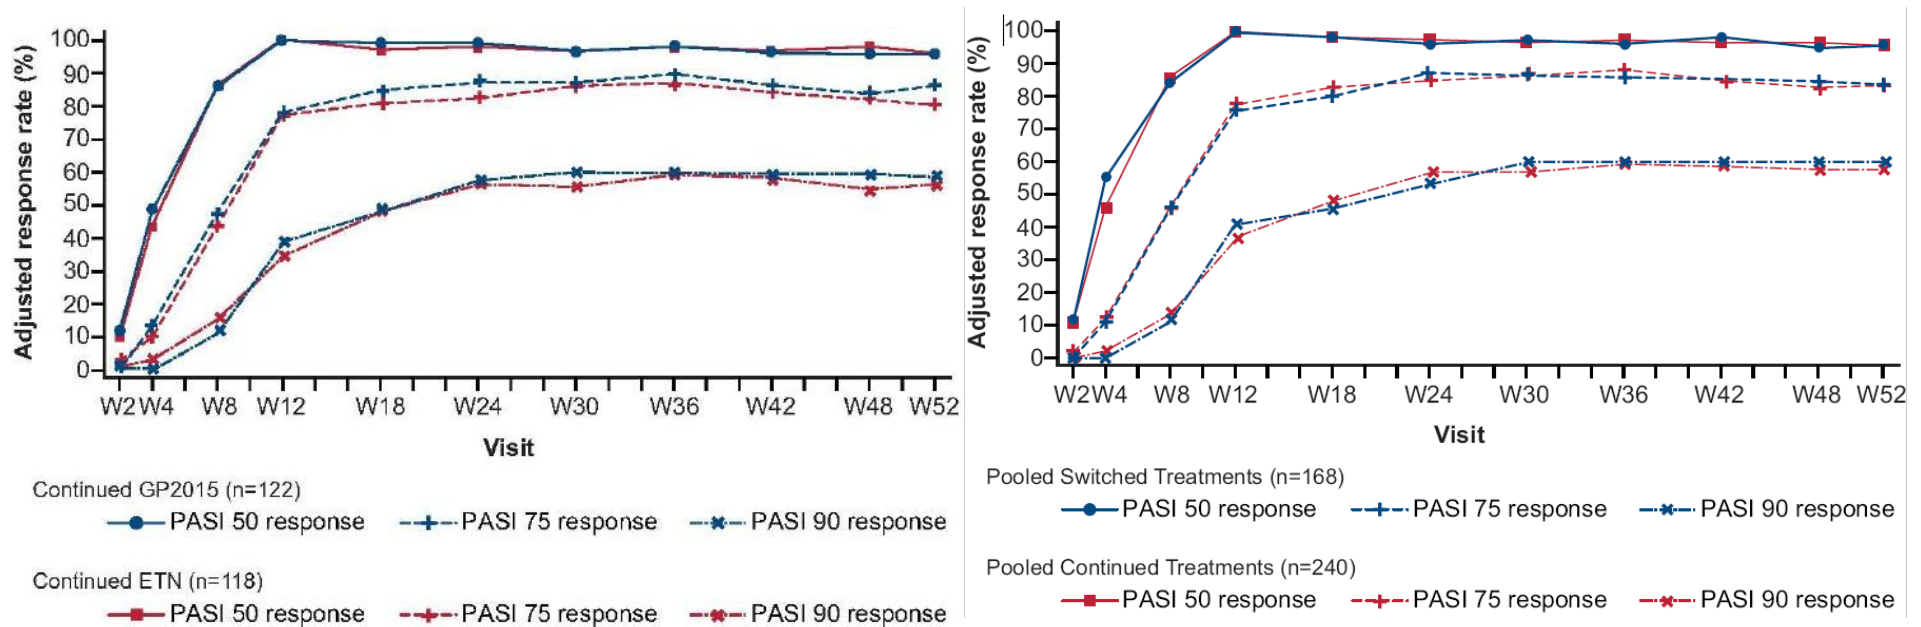 Adjusted response rate (%)
100
90
80
70
60
50
40
30
20
10
0
W2 W4 W8 W12 W18 W24 W30 W36 W42 W48 W52
Visit
Continued GP2015 (n=122)
PASI 50 response PASI 75 response PASI 90 response
Continued ETN (n=118)
PASI 50 response PASI 75 response PASI 90 response
Adjusted response rate (%)
100
90
80
70
60
50
40
30
20
10
0
W2 W4 W8 W12 W18 W24 W30 W36 W42 W48 W52
Visit
Pooled Switched Treatments (n=168)
PASI 50 response PASI 75 response PASI 90 response
Pooled Continued Treatments (n=240)
PASI 50 response PASI 75 response PASI 90 response